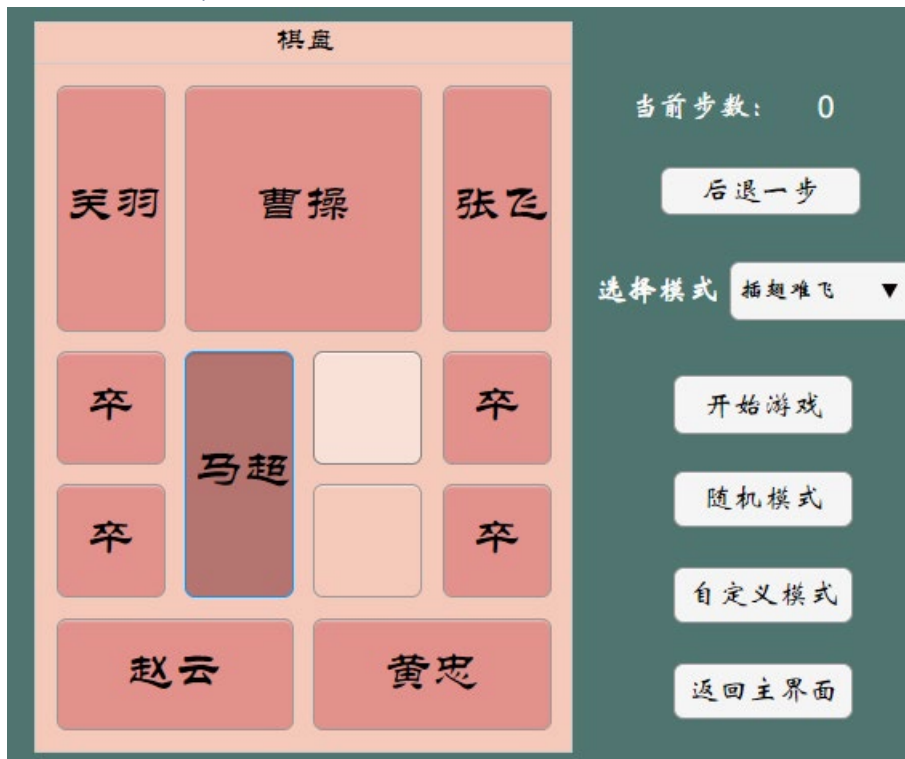 棋盘
当前步数： 0
关羽 曹操 张飞
后退一步
选择模式 插翅难飞 ▼
卒 马超 卒
开始游戏
卒 卒
随机模式
自定义模式
赵云 黄忠
返回主界面